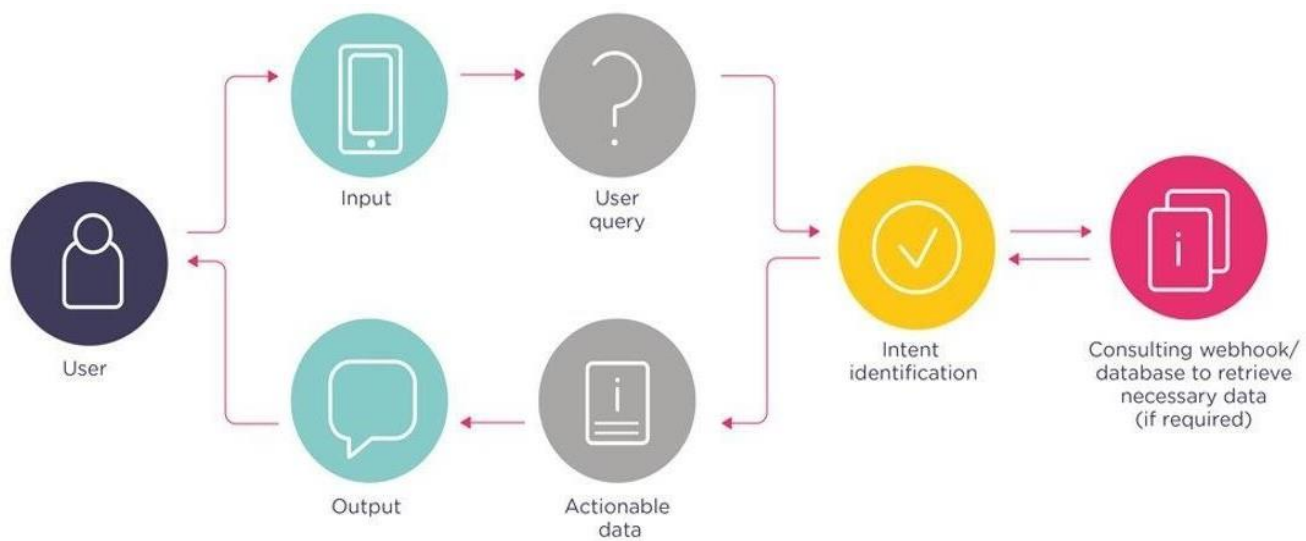 Input
User
query
User
Intent
identification
Consulting webhook/
database to retrieve
necessary data
(if required)
Output
Actionable
data
i
i